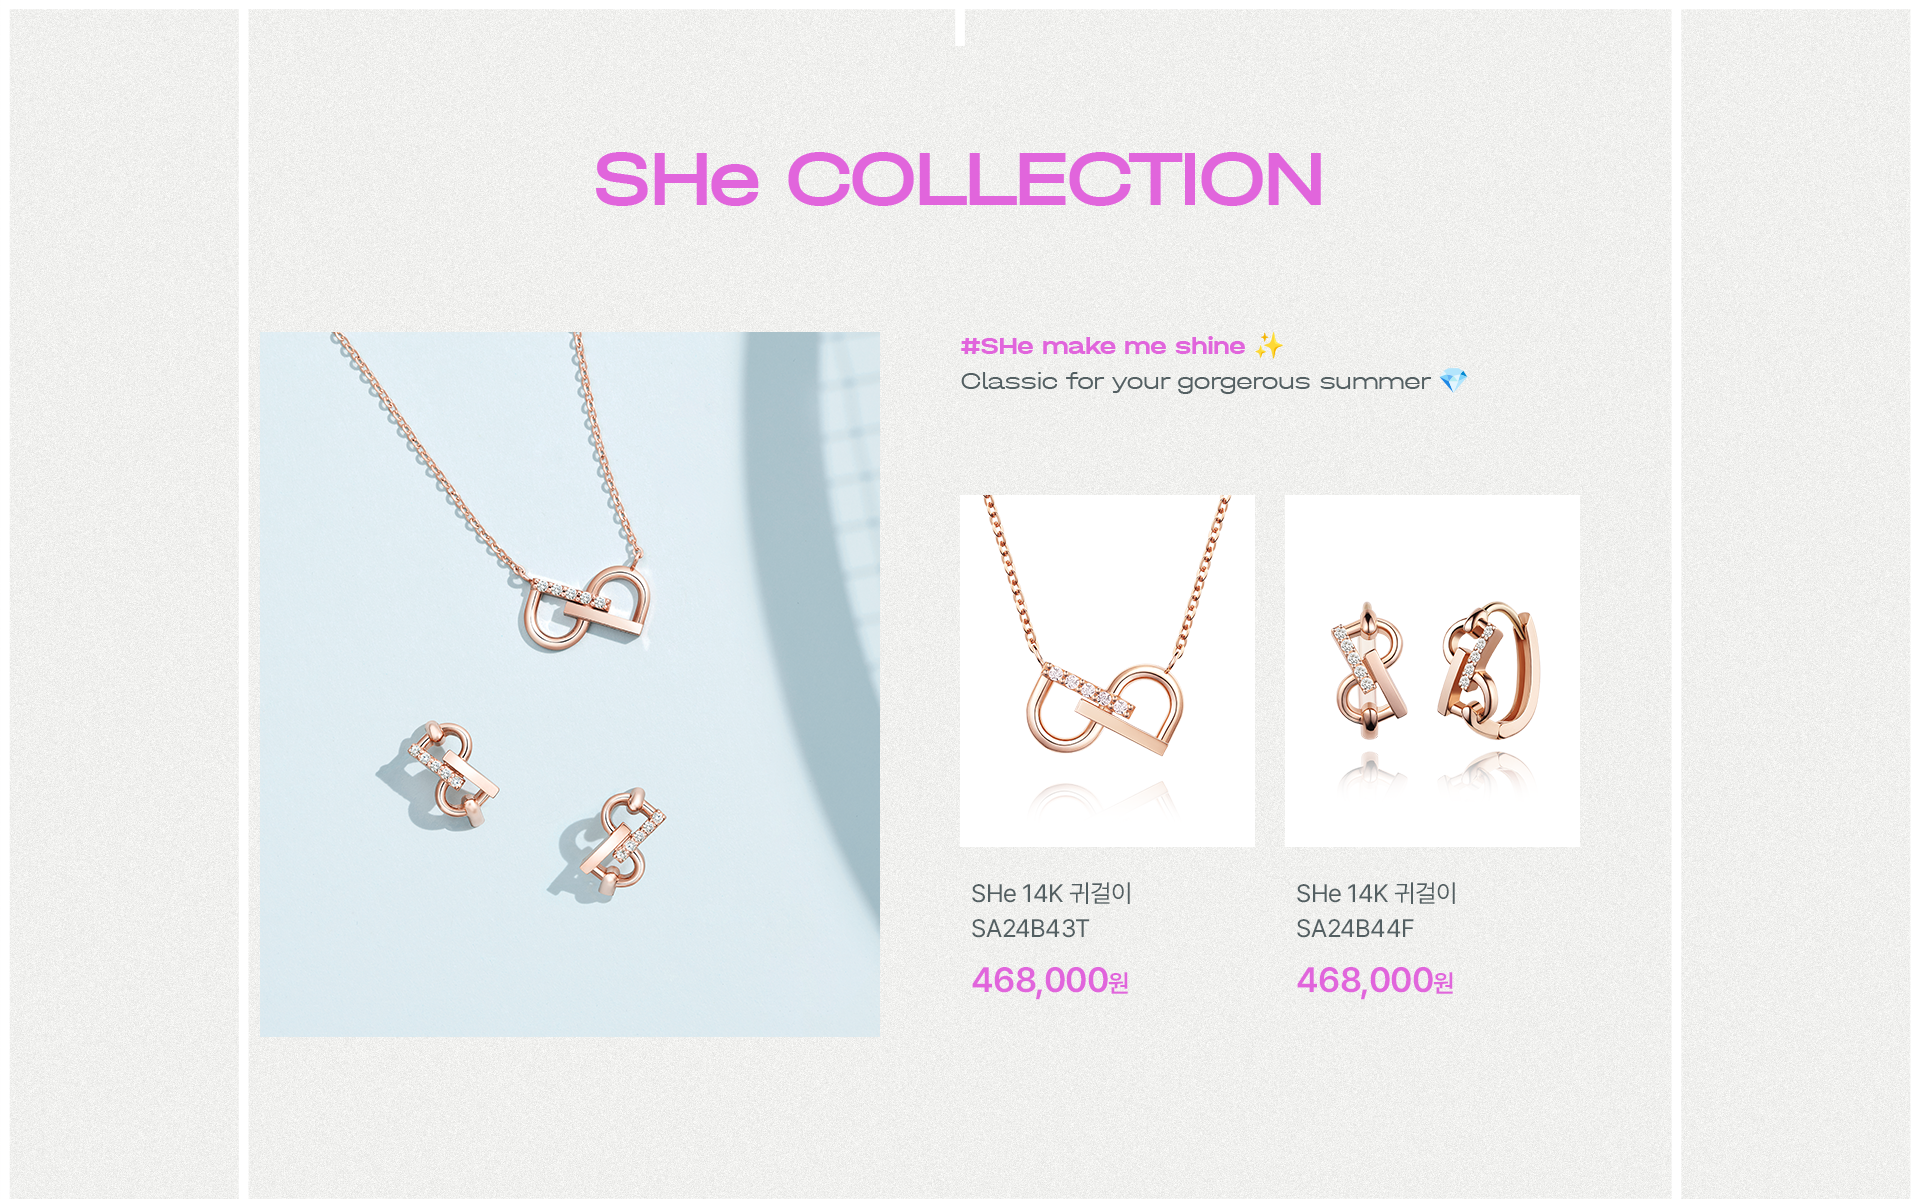 SHe COLLECTION
#SHe make me shine ✨
Classic for your gorgerous summer 💎
SHe 14K 귀걸이
SA24B43T
468,000원
SHe 14K 귀걸이
SA24B44F
468,000원